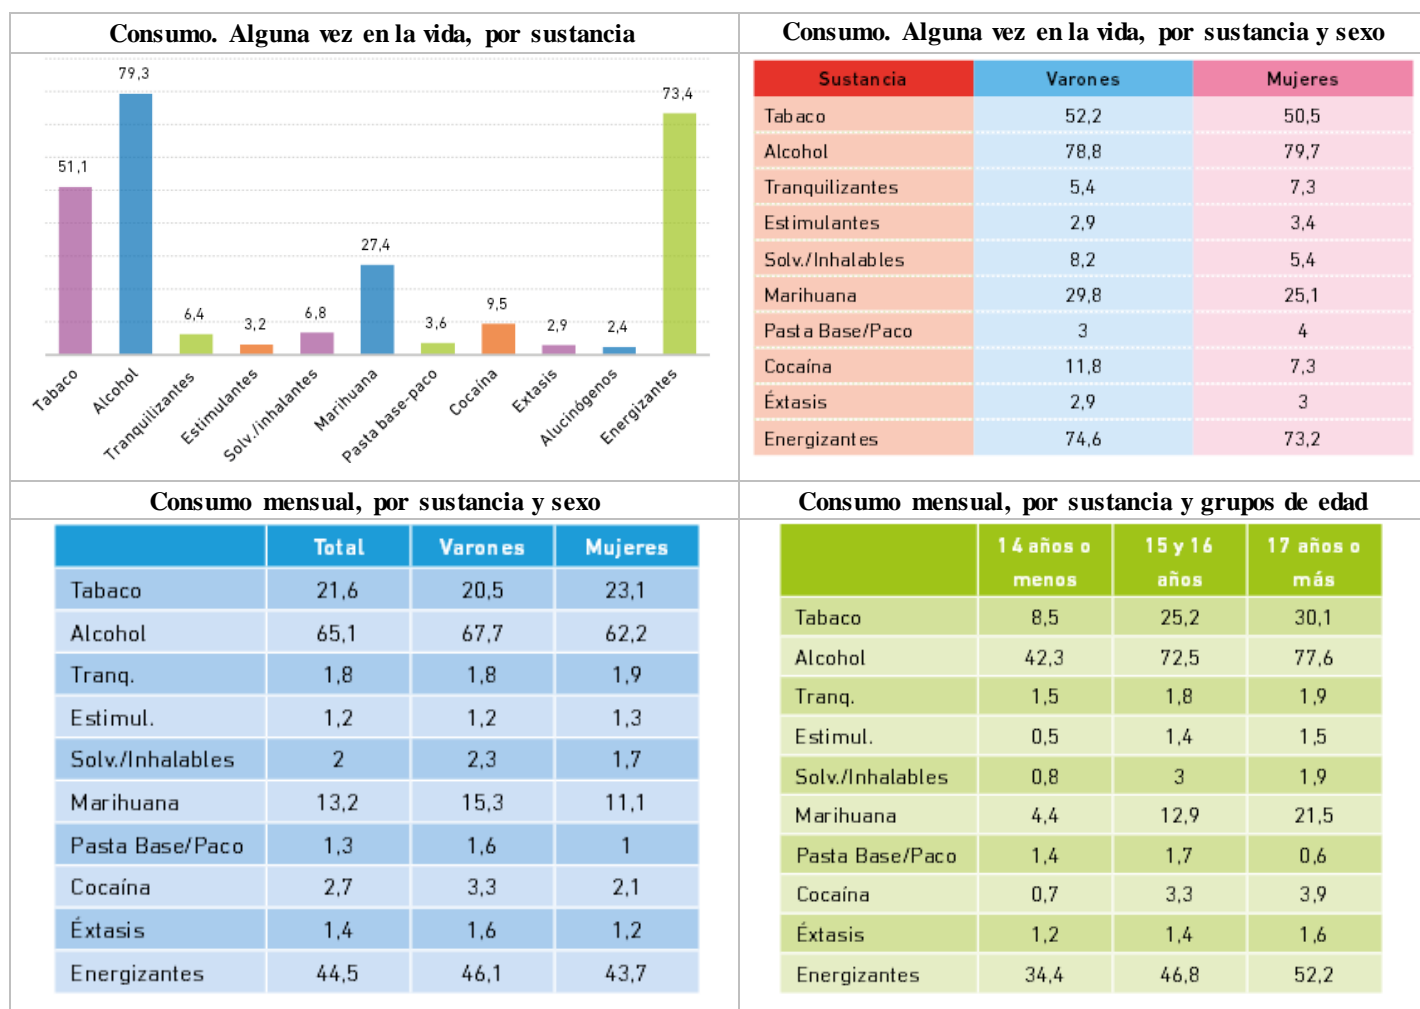 Consumo. Alguna vez en la vida, por sustancia
79,3
73,4
51,1
27,4
6,4
3,2
6,8
3,6
9,5
2,9
2,4
Tabaco
Alcohol
Tranquilizantes
Estimulantes
Solv./inhalantes
Marihuana
Pasta base-paco
Cocaína
Extasis
Alucinógenos
Energizantes
Consumo. Alguna vez en la vida, por sustancia y sexo
Sustancia Varones Mujeres
Tabaco 52,2 50,5
Alcohol 78,8 79,7
Tranquilizantes 5,4 7,3
Estimulantes 2,9 3,4
Solv./Inhalables 8,2 5,4
Marihuana 29,8 25,1
Pasta Base/Paco 3 4
Cocaína 11,8 7,3
Éxtasis 2,9 3
Energizantes 74,6 73,2
Consumo mensual, por sustancia y sexo
Total Varones Mujeres
Tabaco 21,6 20,5 23,1
Alcohol 65,1 67,7 62,2
Tranq. 1,8 1,8 1,9
Estimul. 1,2 1,2 1,3
Solv./Inhalables 2 2,3 1,7
Marihuana 13,2 15,3 11,1
Pasta Base/Paco 1,3 1,6 1
Cocaína 2,7 3,3 2,1
Éxtasis 1,4 1,6 1,2
Energizantes 44,5 46,1 43,7
Consumo mensual, por sustancia y grupos de edad
14 años o 15 y 16 17 años o
menos años más
Tabaco 8,5 25,2 30,1
Alcohol 42,3 72,5 77,6
Tranq. 1,5 1,8 1,9
Estimul. 0,5 1,4 1,5
Solv./Inhalables 0,8 3 1,9
Marihuana 4,4 12,9 21,5
Pasta Base/Paco 1,4 1,7 0,6
Cocaína 0,7 3,3 3,9
Éxtasis 1,2 1,4 1,6
Energizantes 34,4 46,8 52,2